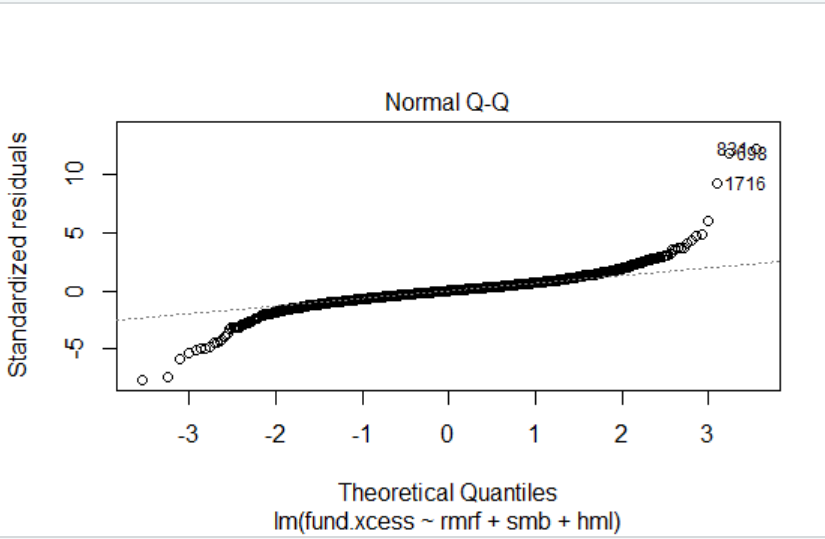 Normal Q-Q
Standardized residuals
10
5
0
-5
698
1716
-3 -2 -1 0 1 2 3
Theoretical Quantiles
lm(fund.xcess ~ rmrf + smb + hml)